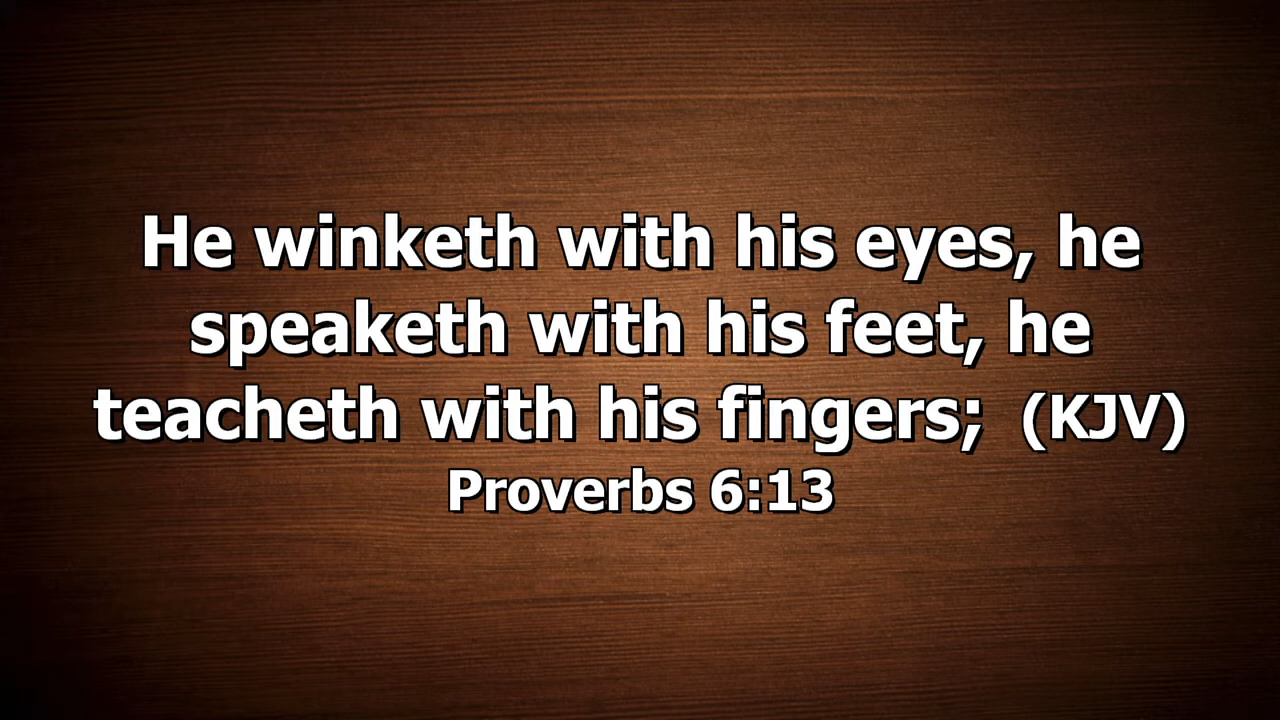 He winketh with his eyes, he
speaketh with his feet, he
teacheth with his fingers; (KJV)
Proverbs 6:13